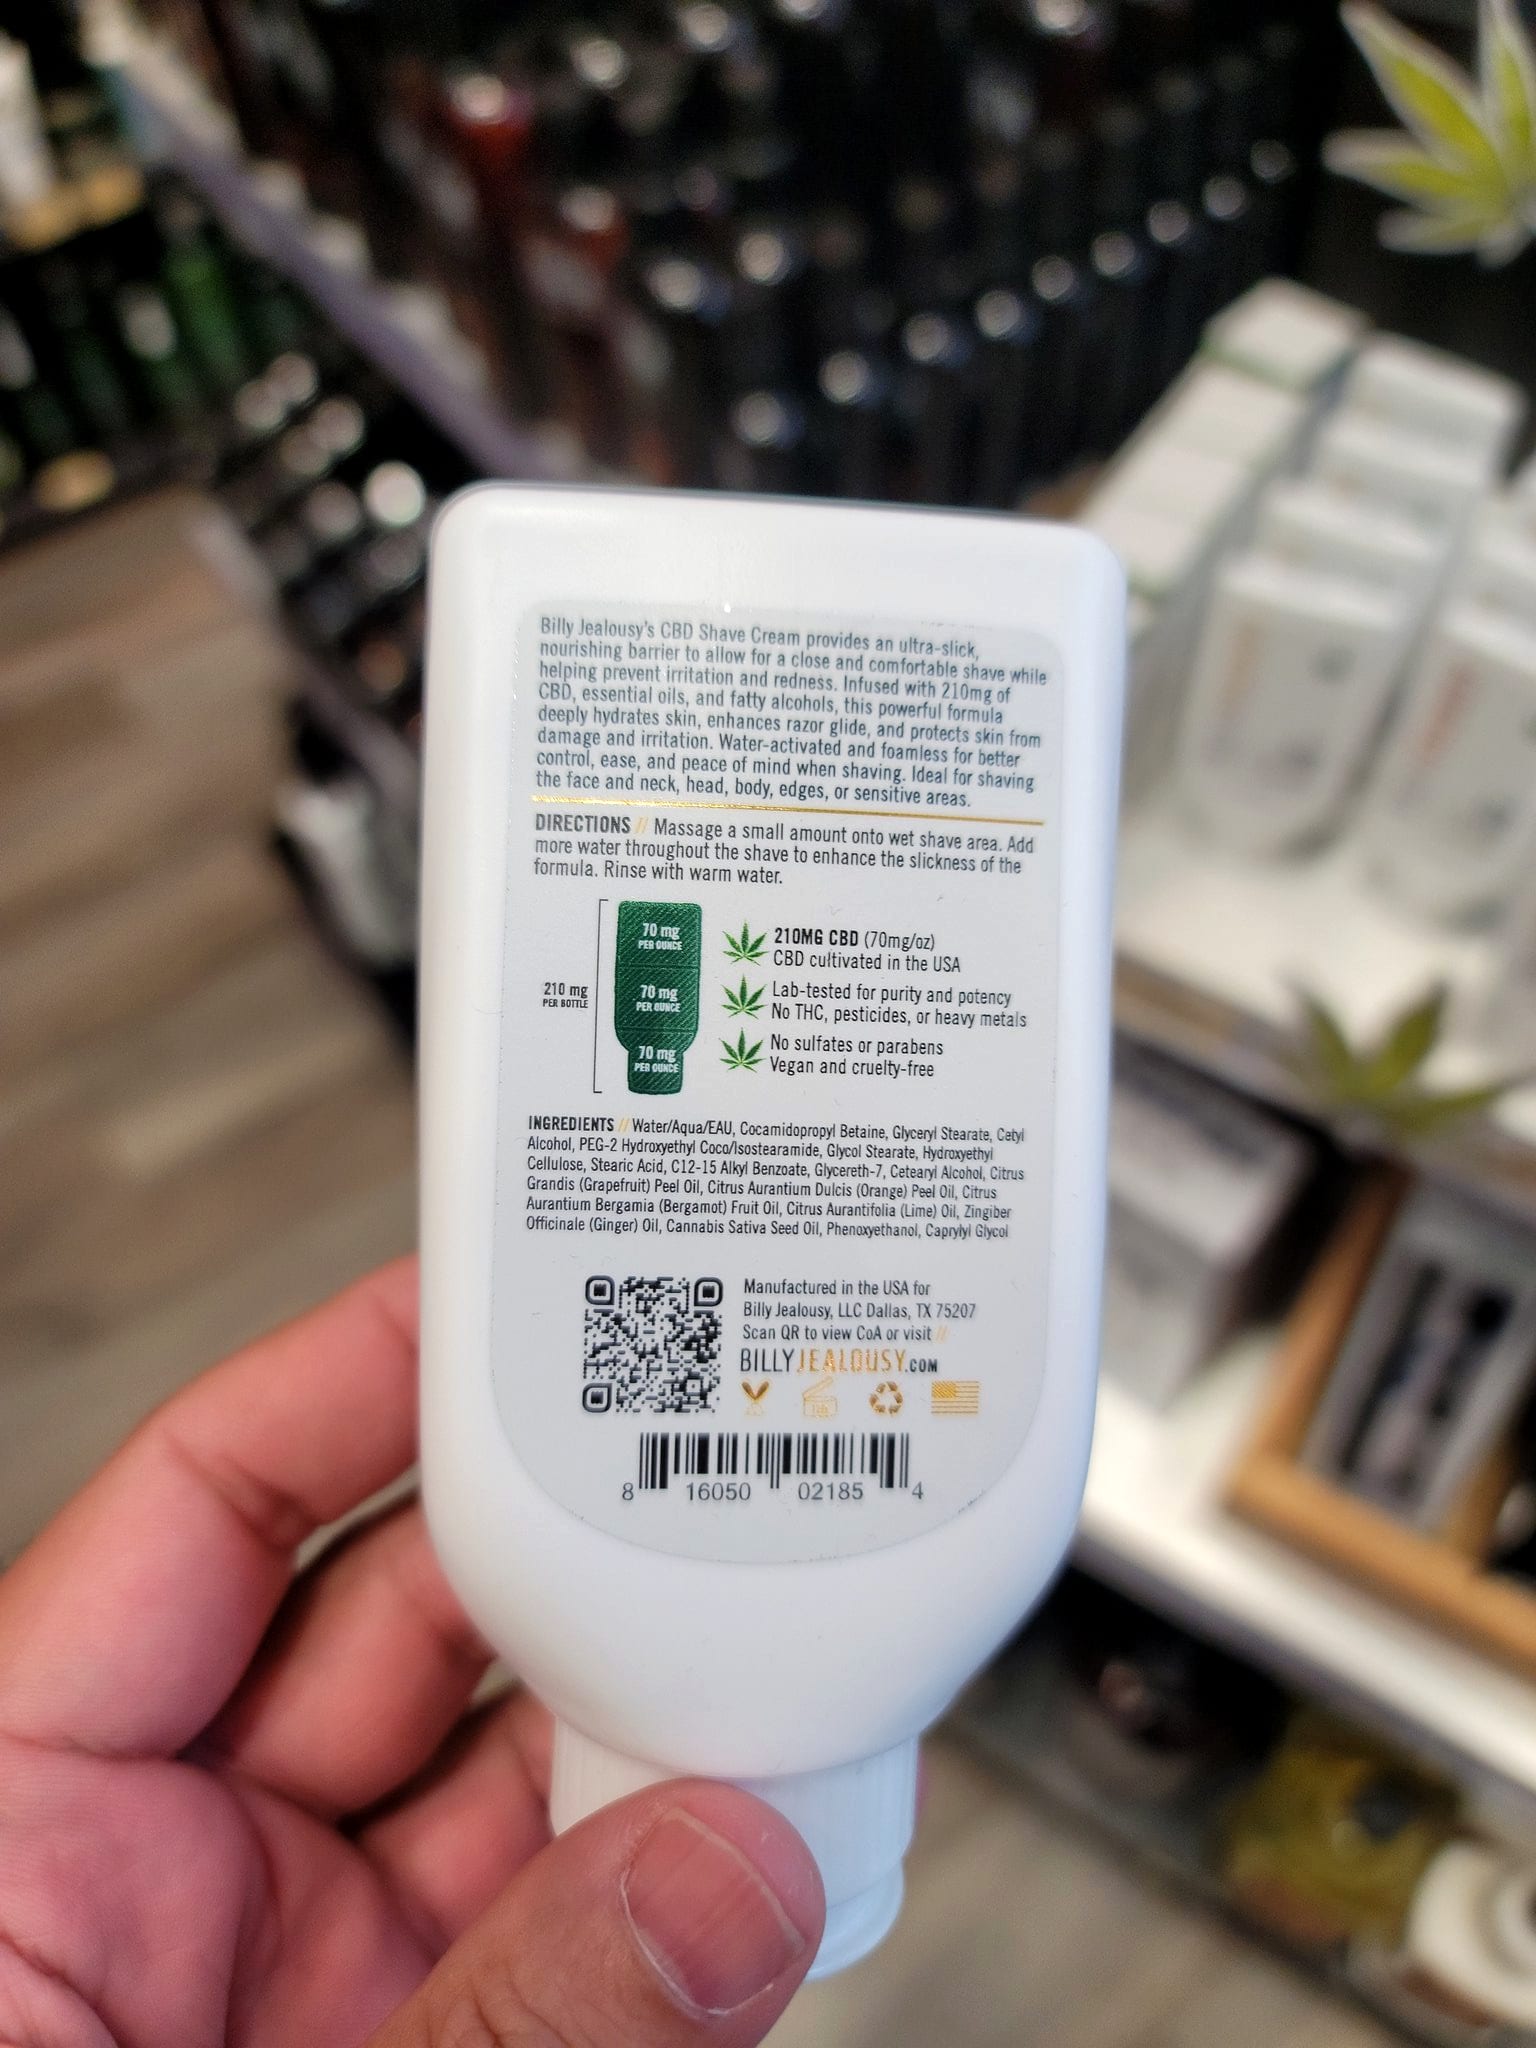 Billy Jealousy's CBD Shave Cream provides an ultra-slick,
nourishing barrier to allow for a close and comfortable shave while
helping prevent irritation and redness. Infused with 210mg of
CBD, essential oils, and fatty alcohols, this powerful formula
deeply hydrates skin, enhances razor glide, and protects skin from
damage and irritation. Water-activated and foamless for better
control, ease, and peace of mind when shaving. Ideal for shaving
the face and neck, head, body, edges, or sensitive areas.
DIRECTIONS // Massage a small amount onto wet shave area. Add
more water throughout the shave to enhance the slickness of the
formula. Rinse with warm water.
210 mg
PER BOTTLE
70 mg
PER OUNCE
70 mg
PER OUNCE
70 mg
PER OUNCE
210MG CBD (70mg/oz)
CBD cultivated in the USA
Lab-tested for purity and potency
No THC, pesticides, or heavy metals
No sulfates or parabens
Vegan and cruelty-free
INGREDIENTS // Water/Aqua/EAU, Cocamidopropyl Betaine, Glyceryl Stearate, Cetyl
Alcohol, PEG-2 Hydroxyethyl Coco/Isostearamide, Glycol Stearate, Hydroxyethyl
Cellulose, Stearic Acid, C12-15 Alkyl Benzoate, Glycereth-7, Cetearyl Alcohol, Citrus
Grandis (Grapefruit) Peel Oil, Citrus Aurantium Dulcis (Orange) Peel Oil, Citrus
Aurantium Bergamia (Bergamot) Fruit Oil, Citrus Aurantifolia (Lime) Oil, Zingiber
Officinale (Ginger) Oil, Cannabis Sativa Seed Oil, Phenoxyethanol, Caprylyl Glycol
Manufactured in the USA for
Billy Jealousy, LLC Dallas, TX 75207
Scan QR to view CoA or visit //
BILLYJEALOUSY.COM
8 16050 02185 4